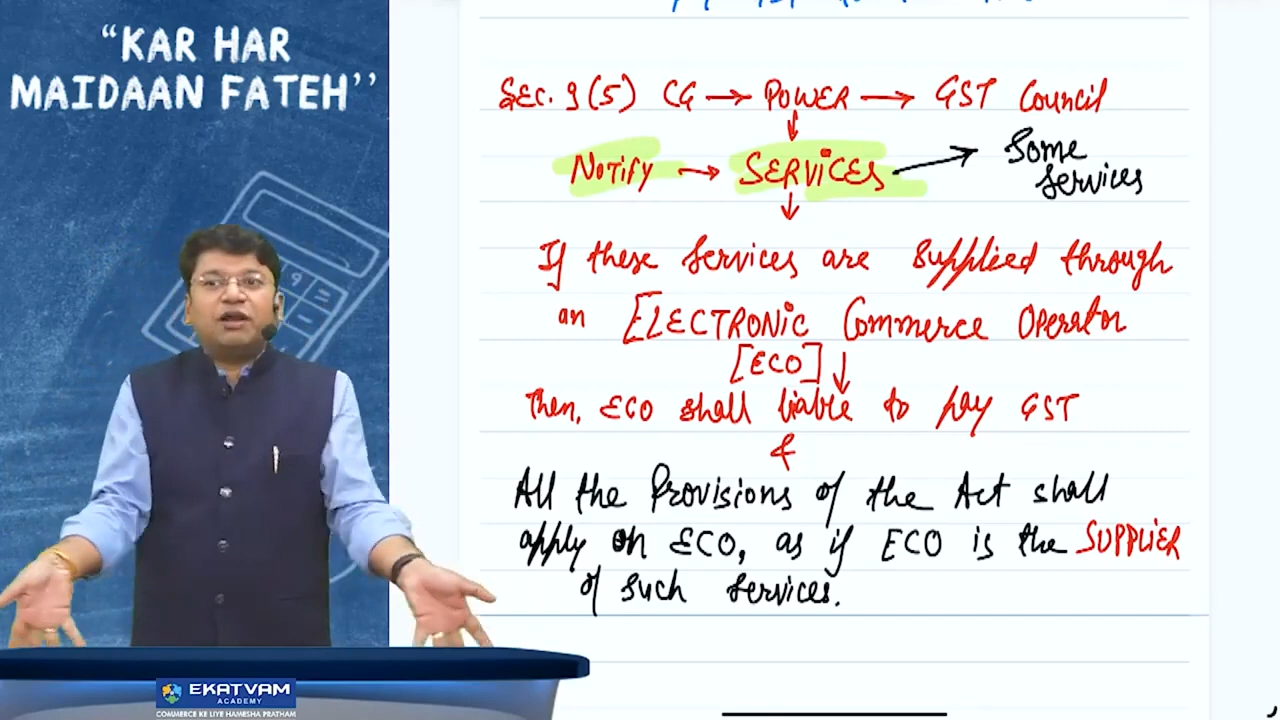 “KAR HAR
MAIDAAN FATEH’’
SEC. 9(5) CG → POWER → GST Council
↓
Notify → SERVICES → Some
Services
↓
If these services are supplied through
an [ELECTRONIC Commerce Operator
[ECO] ↓
Then, ECO shall liable to pay GST
&
All the Provisions of the Act shall
apply on ECO, as if ECO is the SUPPLIER
of such services.
EKATVAM
ACADEMY
COMMERCE KE LIYE HAMESHA PRATHAM